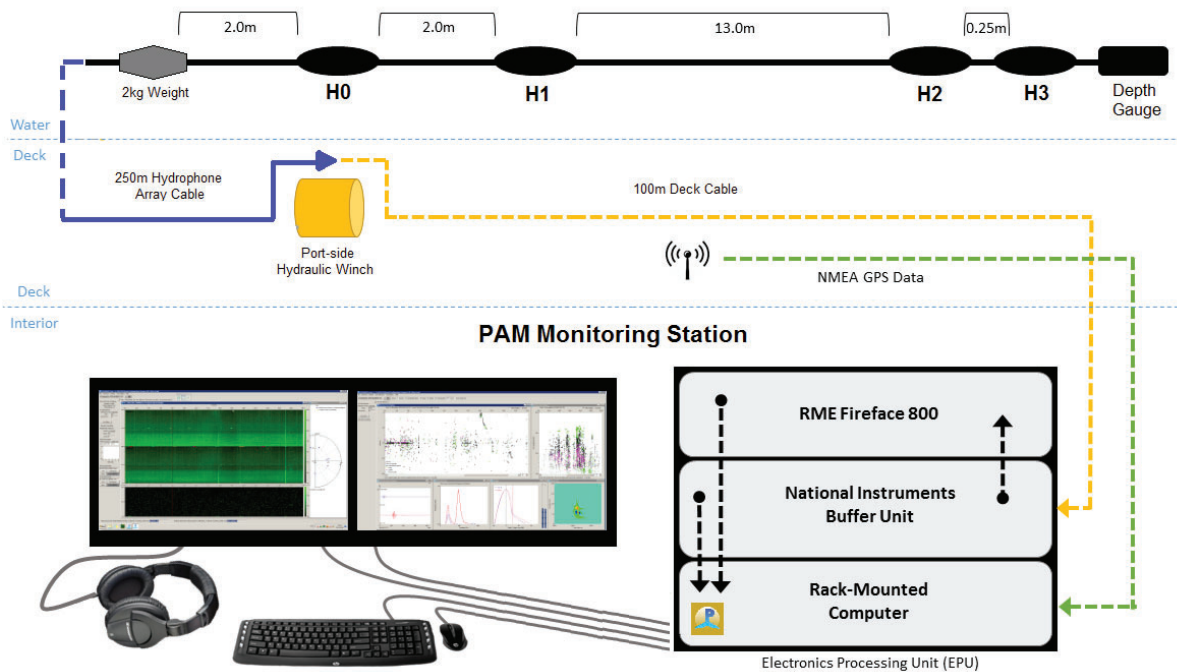 2.0m
2.0m
13.0m
0.25m
2kg Weight
H0
H1
H2
H3
Depth
Gauge
Water
Deck
250m Hydrophone
Array Cable
100m Deck Cable
Port-side
Hydraulic Winch
NMEA GPS Data
Deck
Interior
PAM Monitoring Station
RME Fireface 800
National Instruments
Buffer Unit
Rack-Mounted
Computer
P
Electronics Processing Unit (EPU)